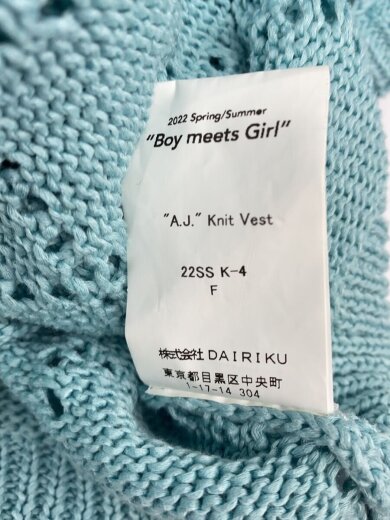 2022 Spring/Summer
"Boy meets Girl"
"A.J." Knit Vest
22SS K-4
F
株式会社 DAIRIKU
東京都目黒区中央町
1-17-14 304